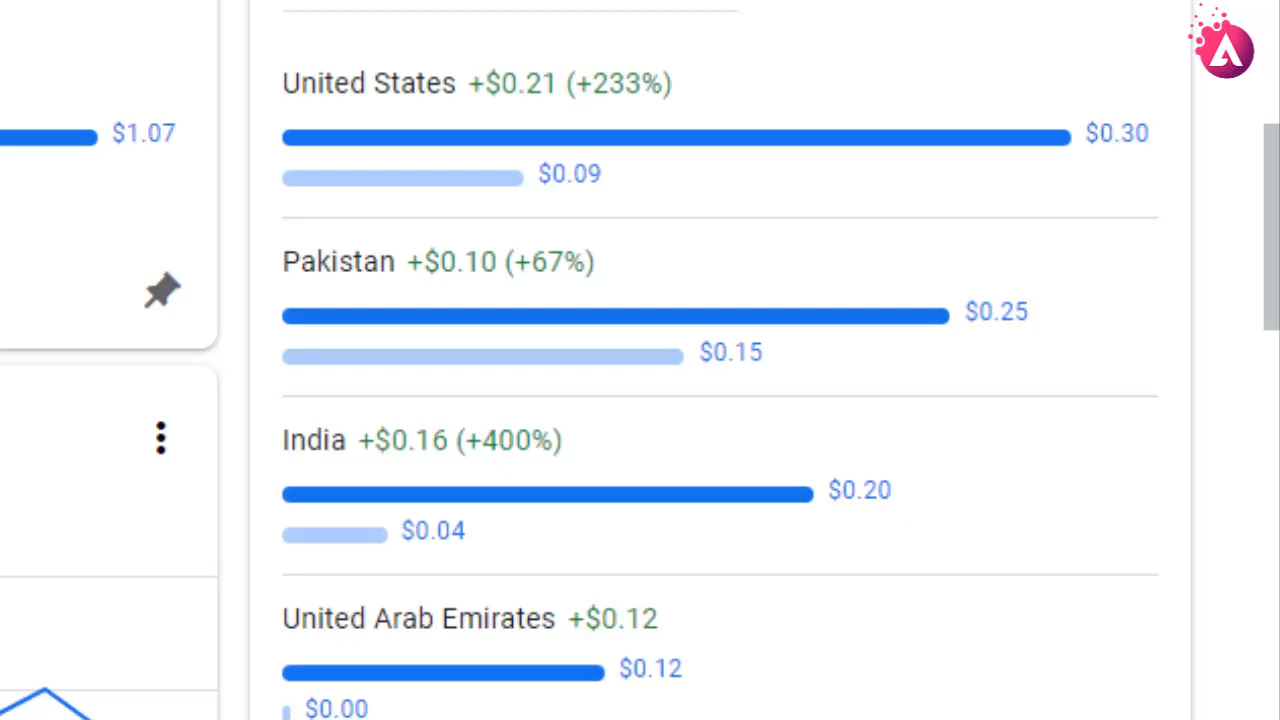 $1.07
United States +$0.21 (+233%)
$0.30
$0.09
Pakistan +$0.10 (+67%)
$0.25
$0.15
India +$0.16 (+400%)
$0.20
$0.04
United Arab Emirates +$0.12
$0.12
$0.00
A